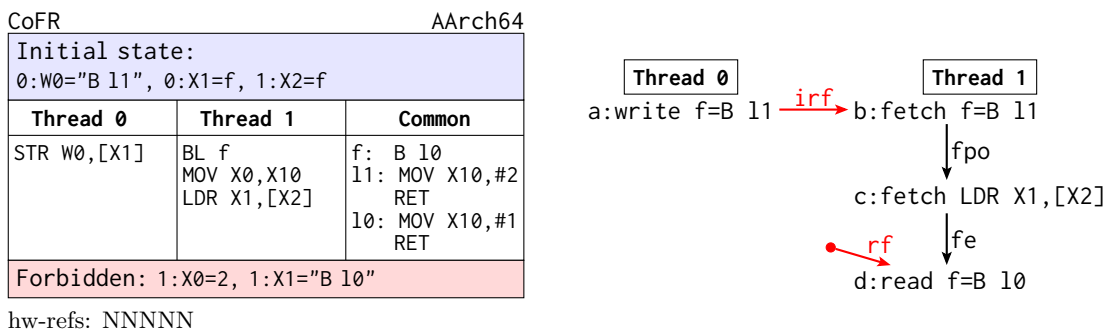 CoFR AArch64
Initial state:
0:W0="B l1", 0:X1=f, 1:X2=f
Thread 0 Thread 1 Common
STR W0,[X1] BL f f: B l0
MOV X0,X10 l1: MOV X10,#2
LDR X1,[X2] RET
l0: MOV X10,#1
RET
Forbidden: 1:X0=2, 1:X1="B l0"
hw-refs: NNNNN
Thread 0 Thread 1
a:write f=B l1 irf b:fetch f=B l1
fpo
c:fetch LDR X1,[X2]
rf fe
d:read f=B l0